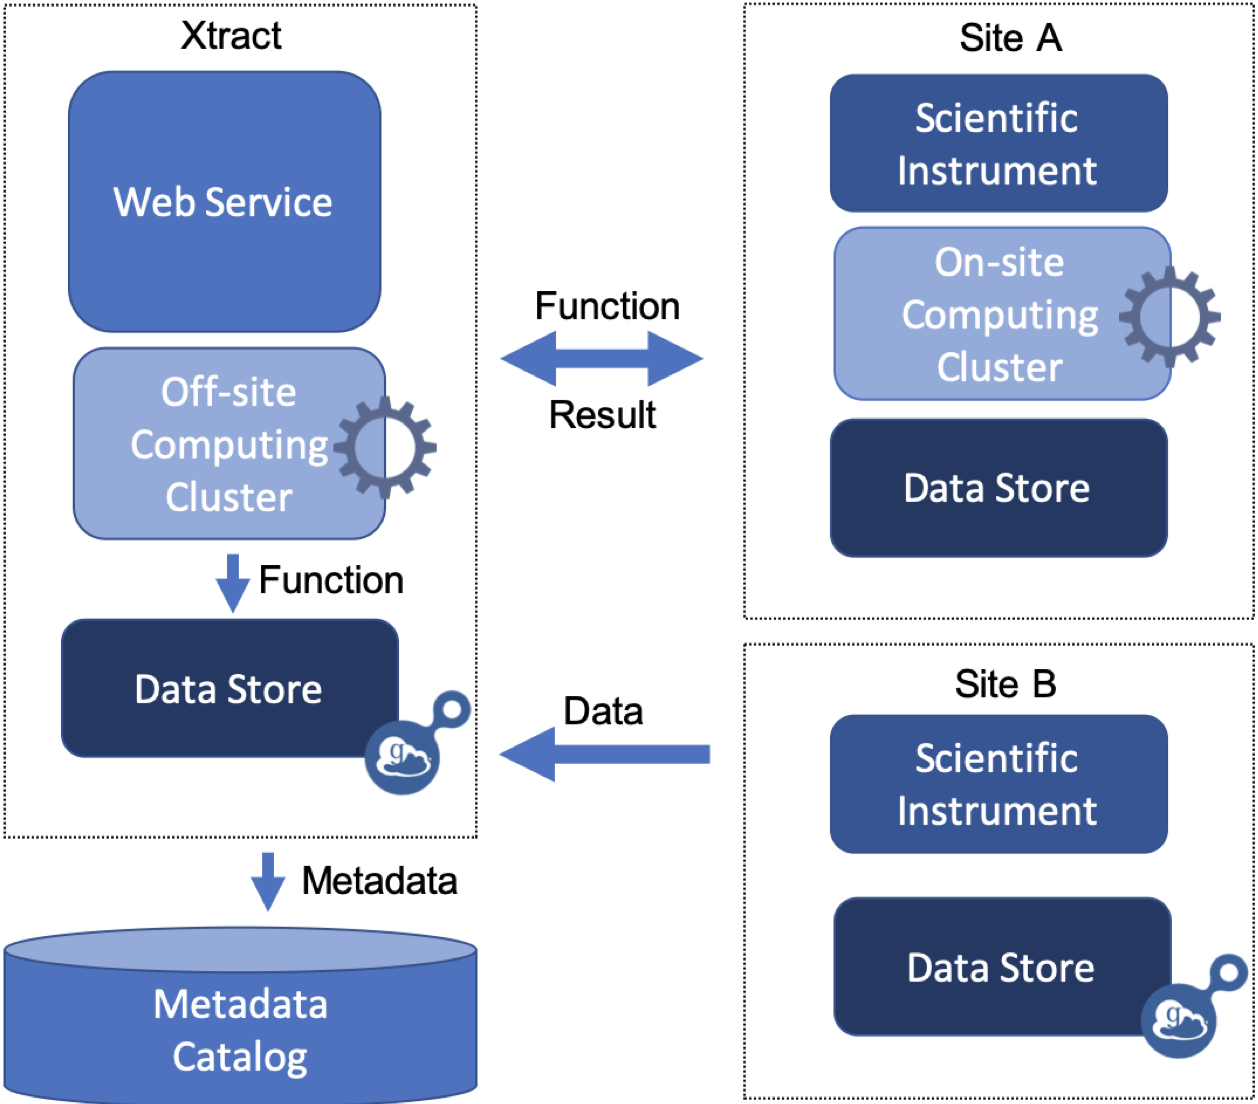 Xtract
Web Service
Off-site
Computing
Cluster
Function
Data Store
g
Metadata
Metadata
Catalog
Function
Result
Data
Site A
Scientific
Instrument
On-site
Computing
Cluster
Data Store
Site B
Scientific
Instrument
Data Store
g